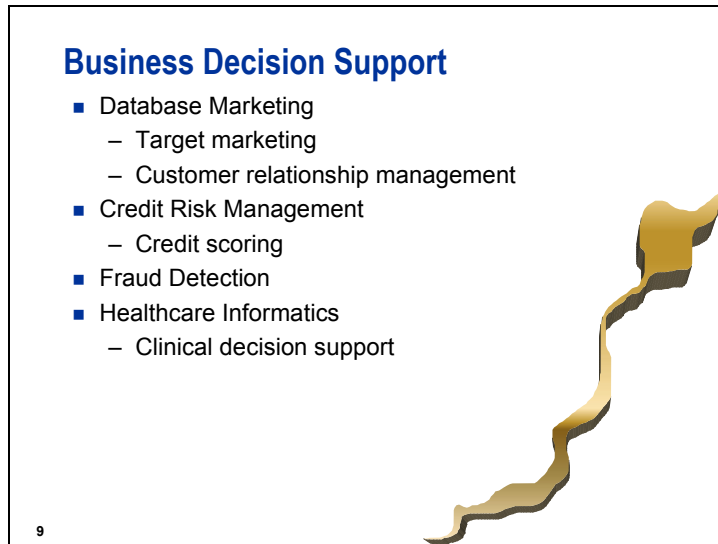 Business Decision Support
■ Database Marketing
– Target marketing
– Customer relationship management
■ Credit Risk Management
– Credit scoring
■ Fraud Detection
■ Healthcare Informatics
– Clinical decision support
9